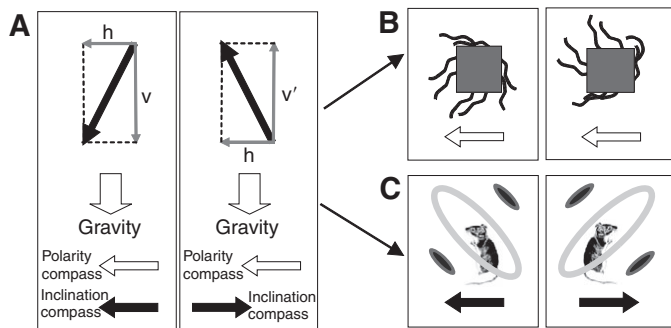 A
h
v
Gravity
Polarity
compass
Inclination
compass
v′
h
Gravity
Polarity
compass
Inclination
compass
B
C